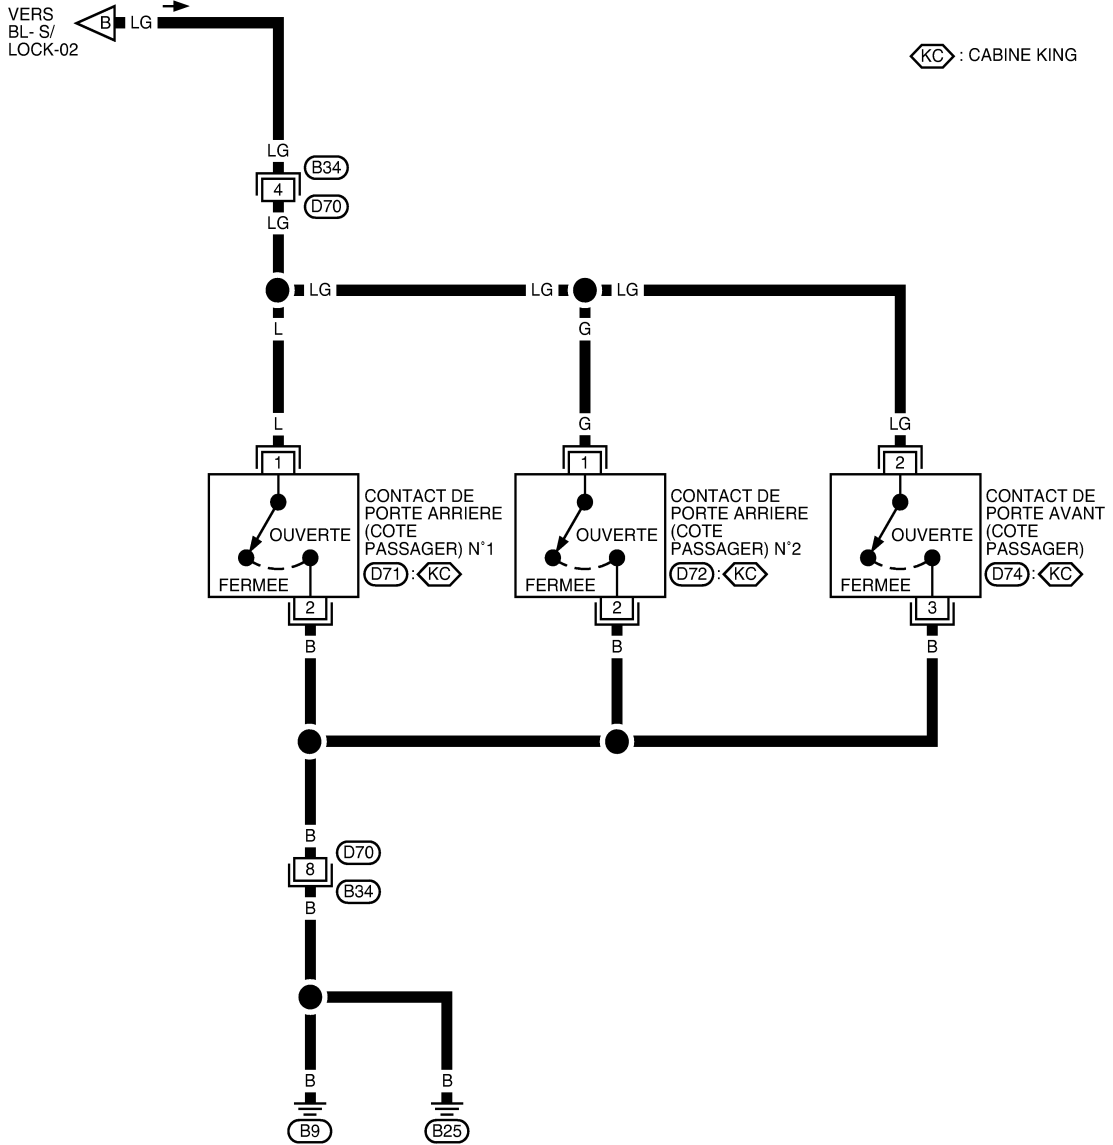 VERS
BL- S/
LOCK-02
B
LG
KC : CABINE KING
LG
B34
4
D70
LG
LG
LG
LG
L
G
L
G
LG
1
1
2
CONTACT DE
PORTE ARRIERE
(COTE
PASSAGER) N°1
D71 : KC
OUVERTE
FERMEE
CONTACT DE
PORTE ARRIERE
(COTE
PASSAGER) N°2
D72 : KC
OUVERTE
FERMEE
CONTACT DE
PORTE AVANT
(COTE
PASSAGER)
D74 : KC
OUVERTE
FERMEE
2
2
3
B
B
B
B
D70
8
B34
B
B
B
B9
B25